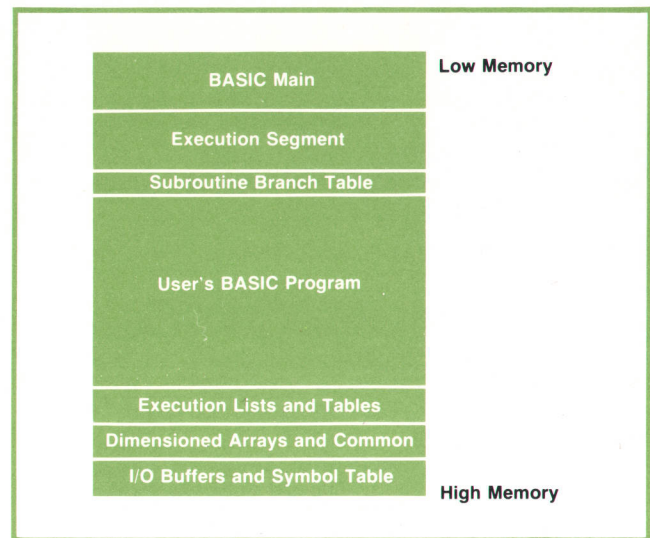 BASIC Main
Low Memory
Execution Segment
Subroutine Branch Table
User's BASIC Program
Execution Lists and Tables
Dimensioned Arrays and Common
I/O Buffers and Symbol Table
High Memory